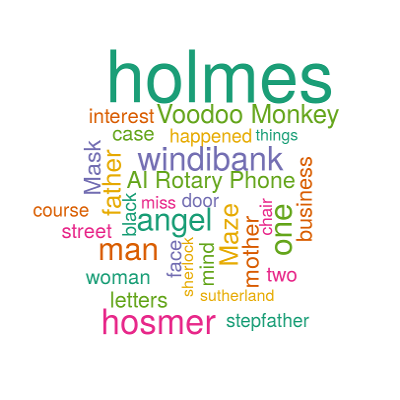 holmes
interest Voodoo Monkey
case happened things
Mask
father
windibank
business
AI Rotary Phone
black
miss door
course
angel
Maze
chair
one
street
man
face
sherlock
mind
mother
woman
two
letters
sutherland
hosmer stepfather